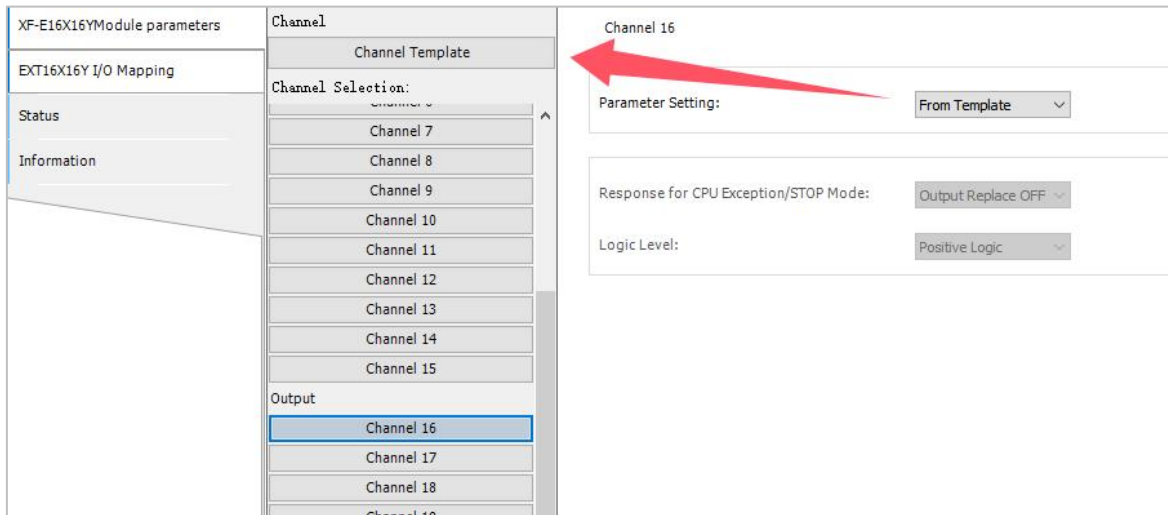 XF-E16X16YModule parameters
EXT16X16Y I/O Mapping
Status
Information
Channel
Channel Template
Channel Selection:
Channel 7
Channel 8
Channel 9
Channel 10
Channel 11
Channel 12
Channel 13
Channel 14
Channel 15
Output
Channel 16
Channel 17
Channel 18
Channel 16
Parameter Setting:
From Template
Response for CPU Exception/STOP Mode:
Output Replace OFF
Logic Level:
Positive Logic